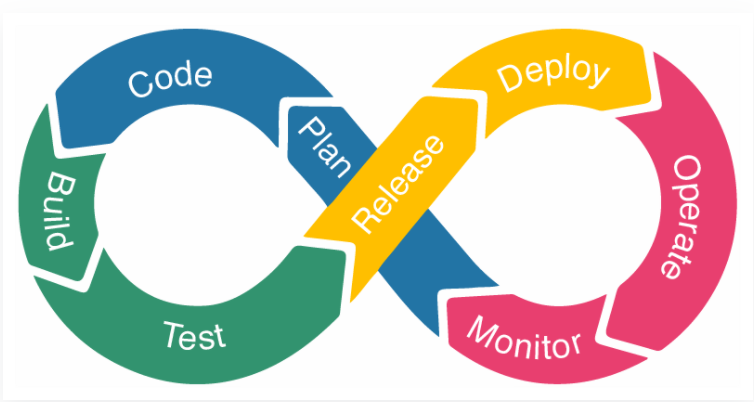 Plan
Code
Build
Test
Release
Deploy
Operate
Monitor